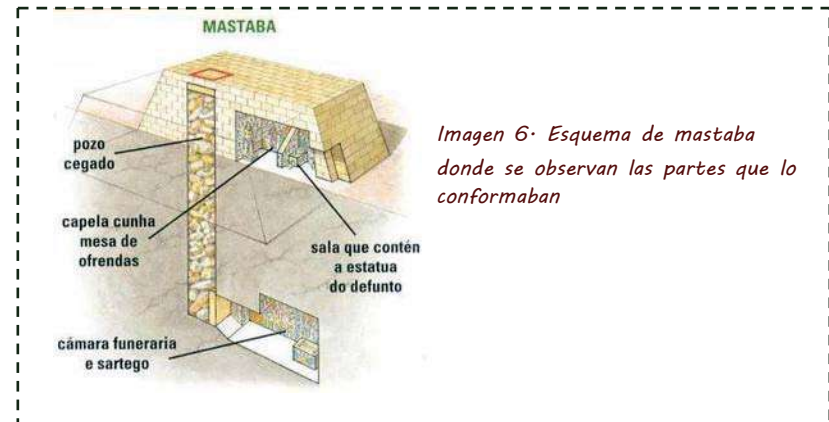 MASTABA
pozo
cegado
capela cunha
mesa de
ofrendas
sala que contén
a estatua
do defunto
cámara funeraria
e sartego
Imagen 6. Esquema de mastaba
donde se observan las partes que lo
conformaban